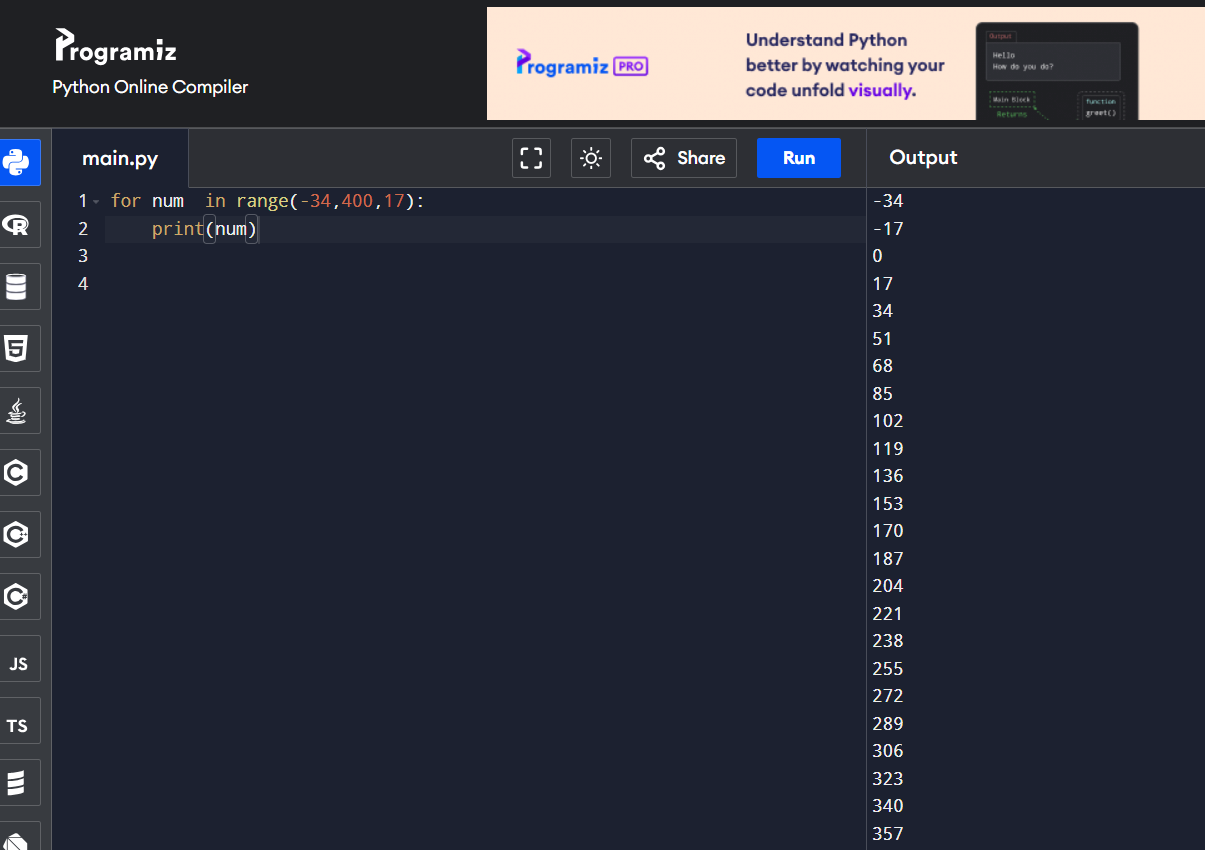 Programiz
Python Online Compiler
Programiz PRO
Understand Python
better by watching your
code unfold visually.
Output
Hello
How do you do?
Main Block
Returns
function
greet()
main.py
Share
Run
Output
1 for num  in range(-34,400,17):
2     print(num)
3
4
R
5
C
C
C
JS
TS
-34
-17
0
17
34
51
68
85
102
119
136
153
170
187
204
221
238
255
272
289
306
323
340
357